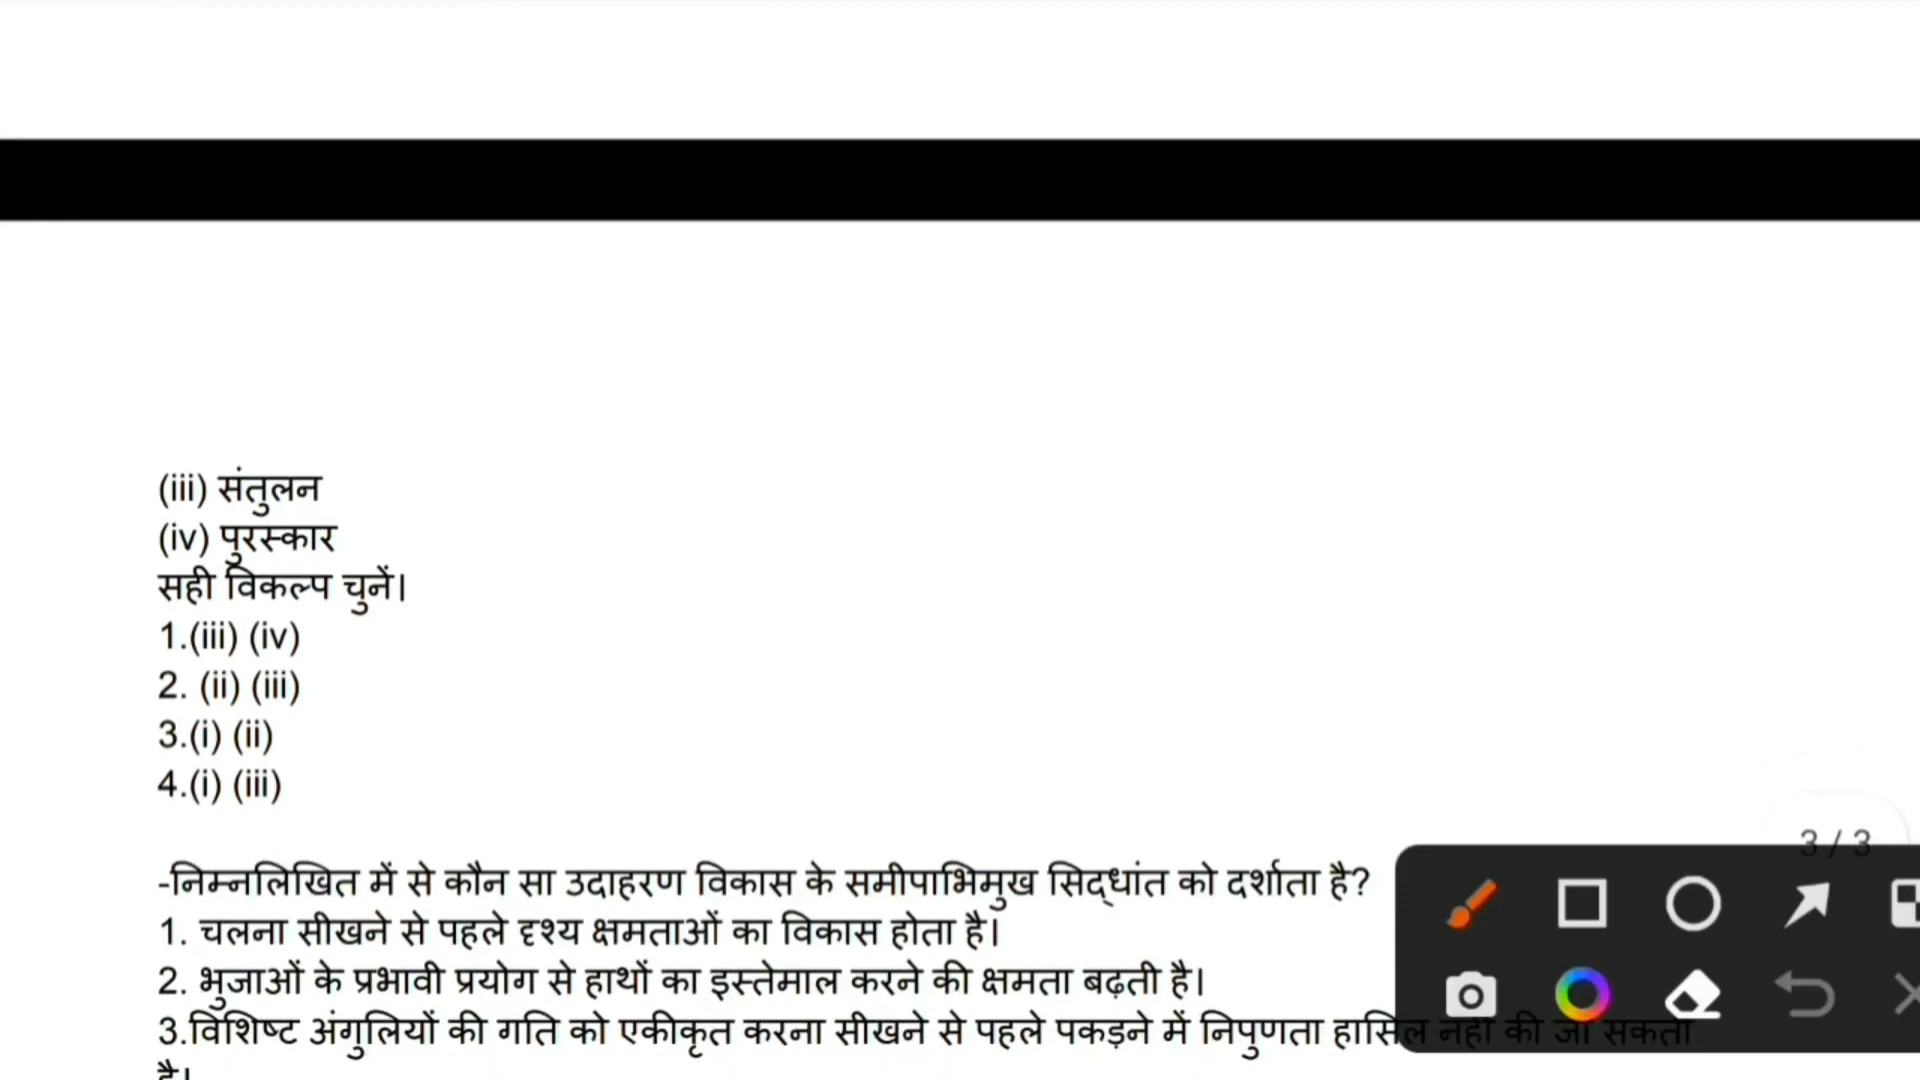 (iii) संतुलन
(iv) पुरस्कार
सही विकल्प चुनें।
1.(iii) (iv)
2. (ii) (iii)
3.(i) (ii)
4.(i) (iii)
3 / 3
-निम्नलिखित में से कौन सा उदाहरण विकास के समीपाभिमुख सिद्धांत को दर्शाता है?
1. चलना सीखने से पहले दृश्य क्षमताओं का विकास होता है।
2. भुजाओं के प्रभावी प्रयोग से हाथों का इस्तेमाल करने की क्षमता बढ़ती है।
3.विशिष्ट अंगुलियों की गति को एकीकृत करना सीखने से पहले पकड़ने में निपुणता हासिल नहीं की जा सकता
है।